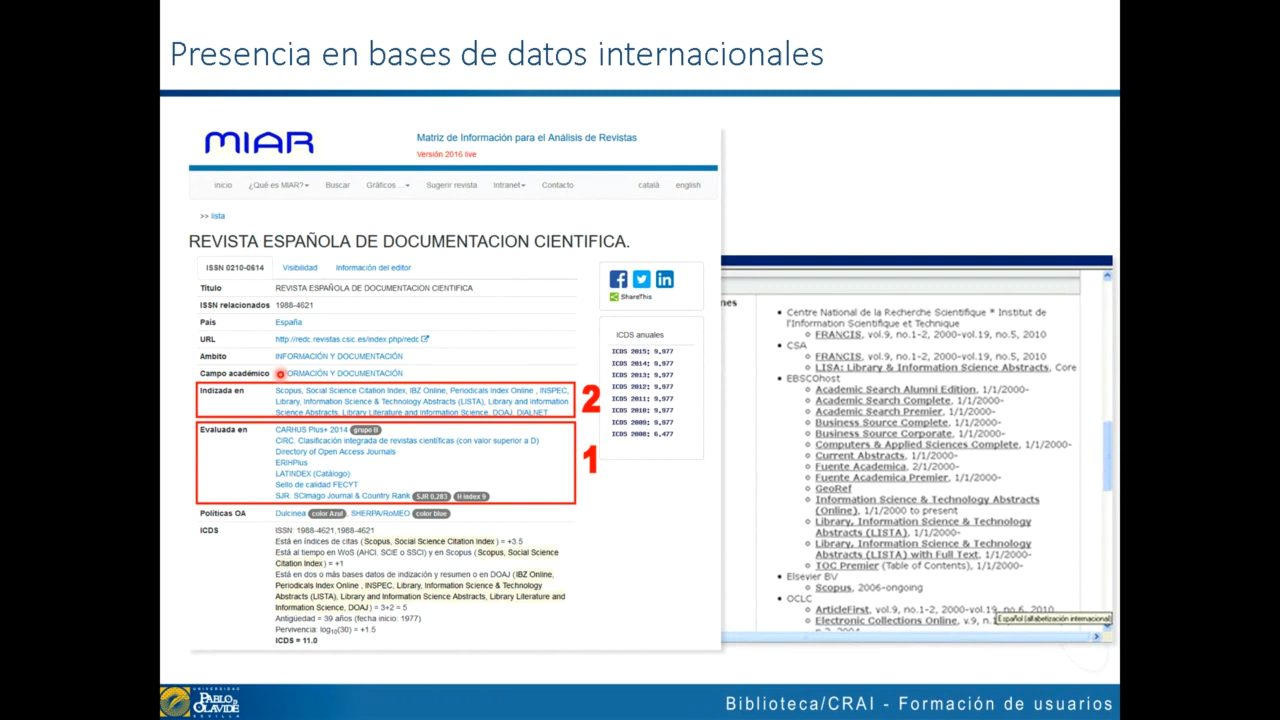 Presencia en bases de datos internacionales
MIAR
Matriz de Información para el Análisis de Revistas
Versión 2016 live
inicio ¿Qué es MIAR? Buscar Gráficos .. Sugerir revista Intranet Contacto català english
>> lista
REVISTA ESPAÑOLA DE DOCUMENTACION CIENTIFICA.
ISSN 0210-0614 Visibilidad Información del editor
Título REVISTA ESPAÑOLA DE DOCUMENTACION CIENTIFICA
ISSN relacionados 1988-4621
País España
URL http://redc.revistas.csic.es/index.php/redc
Ámbito INFORMACIÓN Y DOCUMENTACIÓN
Campo académico ORMACIÓN Y DOCUMENTACIÓN
Indizada en Scopus, Social Science Citation Index, IBZ Online, Periodicals Index Online , INSPEC,
Library, Information Science & Technology Abstracts (LISTA), Library and Information
Science Abstracts, Library Literature and Information Science, DOAJ, DIALNET
2
Evaluada en CARHUS Plus+ 2014 grupo B
CIRC. Clasificación integrada de revistas científicas (con valor superior a D)
Directory of Open Access Journals
ERIHPlus
LATINDEX (Catálogo)
Sello de calidad FECYT
SJR. SCImago Journal & Country Rank SJR 0,283 H index 9
1
Políticas OA Dulcinea color Azul SHERPA/RoMEO color blue
ICDS ISSN: 1988-4621,1988-4621
Está en índices de citas (Scopus, Social Science Citation Index) = +3.5
Está al tiempo en WoS (AHCI, SCIE o SSCI) y en Scopus (Scopus, Social Science
Citation Index) = +1
Está en dos o más bases datos de indización y resumen o en DOAJ (IBZ Online,
Periodicals Index Online , INSPEC, Library, Information Science & Technology
Abstracts (LISTA), Library and Information Science Abstracts, Library Literature and
Information Science, DOAJ) = 3+2 = 5
Antigüedad = 39 años (fecha inicio: 1977)
Pervivencia: log10(30) = +1.5
ICDS = 11.0
ShareThis
ICDS anuales
ICDS 2015: 9,977
ICDS 2014: 9,977
ICDS 2013: 9,977
ICDS 2012: 9,977
ICDS 2011: 9,977
ICDS 2010: 9,977
ICDS 2009: 9,977
ICDS 2008: 6,477
nes
Centre National de la Recherche Scientifique * Institut de
l'Information Scientifique et Technique
FRANCIS, vol.9, no.1-2, 2000-vol.19, no.5, 2010
CSA
FRANCIS, vol.9, no.1-2, 2000-vol.19, no.5, 2010
LISA: Library & Information Science Abstracts, Core
EBSCOhost
Academic Search Alumni Edition, 1/1/2000-
Academic Search Complete, 1/1/2000-
Academic Search Premier, 1/1/2000-
Business Source Complete, 1/1/2000-
Business Source Corporate, 1/1/2000-
Computers & Applied Sciences Complete, 1/1/2000-
Current Abstracts, 1/1/2000-
Fuente Academica, 2/1/2000-
Fuente Academica Premier, 1/1/2000-
GeoRef
Information Science & Technology Abstracts
(Online), 1/1/2000 to present
Library, Information Science & Technology
Abstracts (LISTA), 1/1/2000-
Library, Information Science & Technology
Abstracts (LISTA) with Full Text, 1/1/2000-
TOC Premier (Table of Contents), 1/1/2000-
Elsevier BV
Scopus, 2006-ongoing
OCLC
ArticleFirst, vol.9, no.1-2, 2000-vol.19, no.6, 2010
Electronic Collections Online, v.9, n.1
Español (alfabetización internacional)
UNIVERSIDAD
PABLO DE
OLAVIDE
SEVILLA
Biblioteca/CRAI - Formación de usuarios